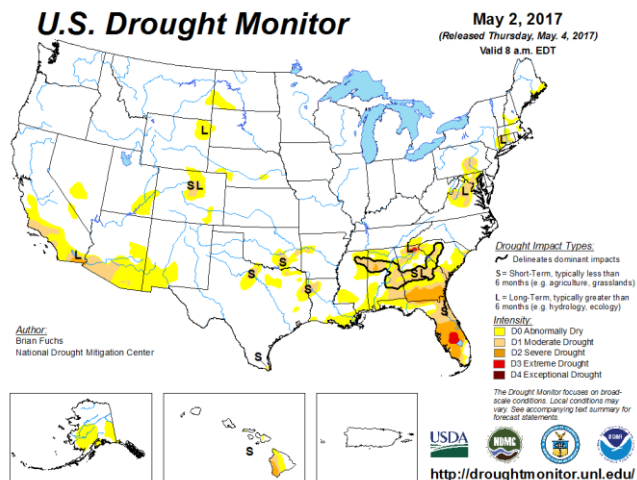 U.S. Drought Monitor
May 2, 2017
(Released Thursday, May. 4, 2017)
Valid 8 a.m. EDT
L
SL
L
L
L
L
S
S
S
S
SL
S
Drought Impact Types:
Delineates dominant impacts
S = Short-Term, typically less than
6 months (e.g. agriculture, grasslands)
L = Long-Term, typically greater than
6 months (e.g. hydrology, ecology)
Intensity:
D0 Abnormally Dry
D1 Moderate Drought
D2 Severe Drought
D3 Extreme Drought
D4 Exceptional Drought
Author:
Brian Fuchs
National Drought Mitigation Center
The Drought Monitor focuses on broad-
scale conditions. Local conditions may
vary. See accompanying text summary for
forecast statements.
S
USDA
NDMC
NOAA
http://droughtmonitor.unl.edu/